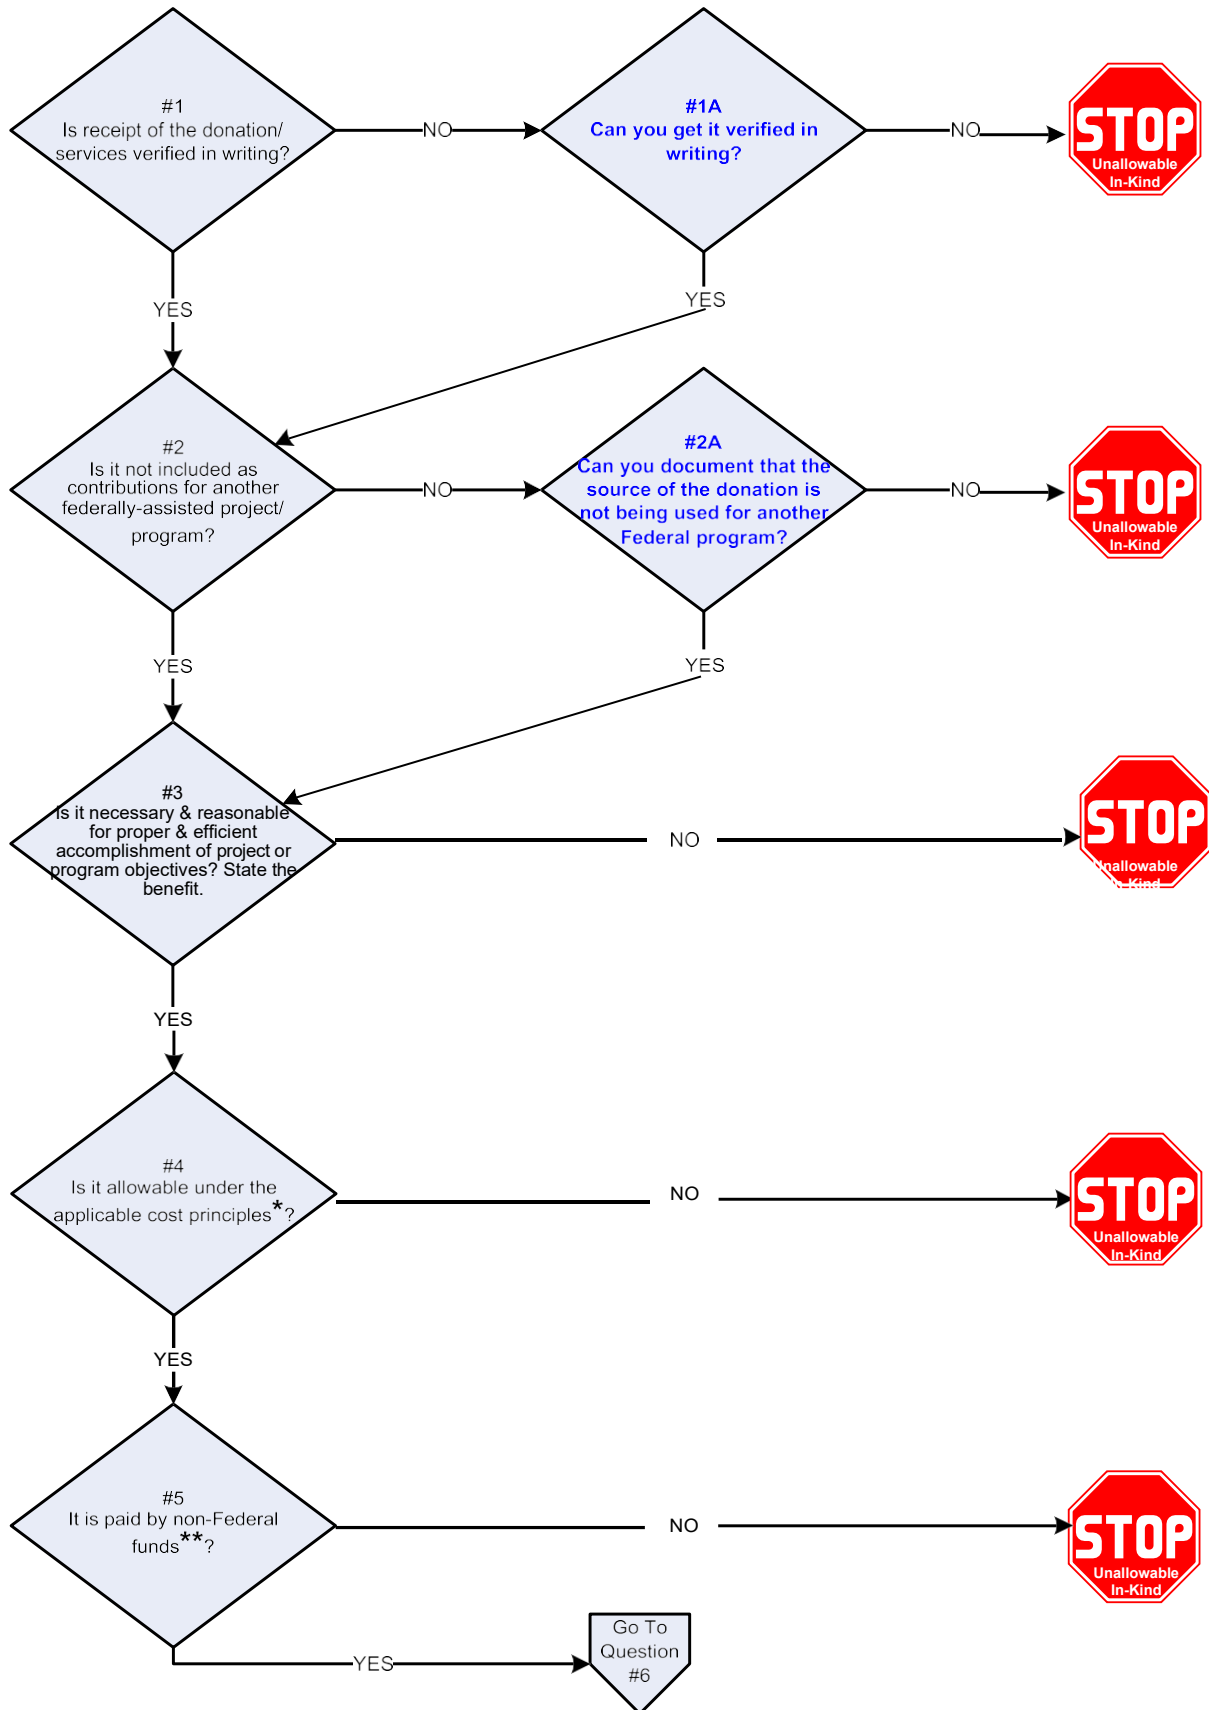 #1
Is receipt of the donation/
services verified in writing?
NO
#1A
Can you get it verified in
writing?
NO
STOP
Unallowable
In-Kind
YES
YES
#2
Is it not included as
contributions for another
federally-assisted project/
program?
NO
#2A
Can you document that the
source of the donation is
not being used for another
Federal program?
NO
STOP
Unallowable
In-Kind
YES
YES
#3
Is it necessary & reasonable
for proper & efficient
accomplishment of project or
program objectives? State the
benefit.
NO
STOP
Unallowable
In-Kind
YES
#4
Is it allowable under the
applicable cost principles*?
NO
STOP
Unallowable
In-Kind
YES
#5
It is paid by non-Federal
funds**?
NO
STOP
Unallowable
In-Kind
YES
Go To
Question
#6